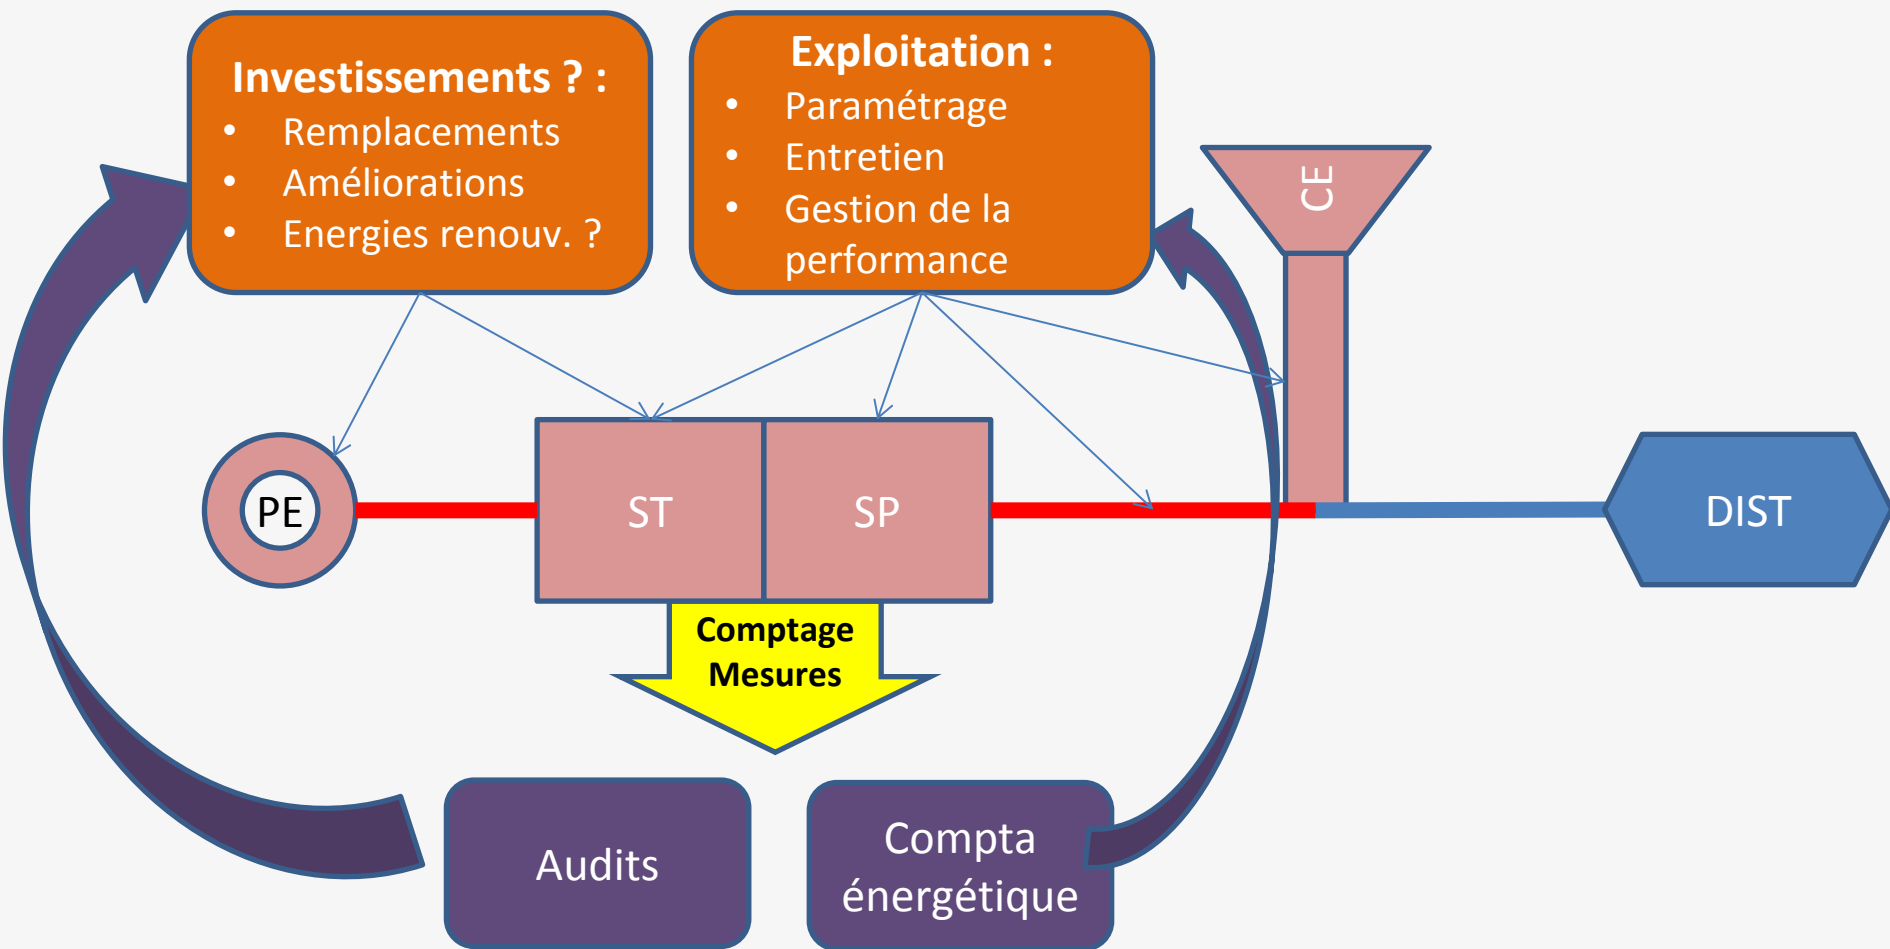 Investissements ? :
• Remplacements
• Améliorations
• Energies renouv. ?
Exploitation :
• Paramétrage
• Entretien
• Gestion de la
performance
CE
PE
ST
SP
DIST
Comptage
Mesures
Audits
Compta
énergétique